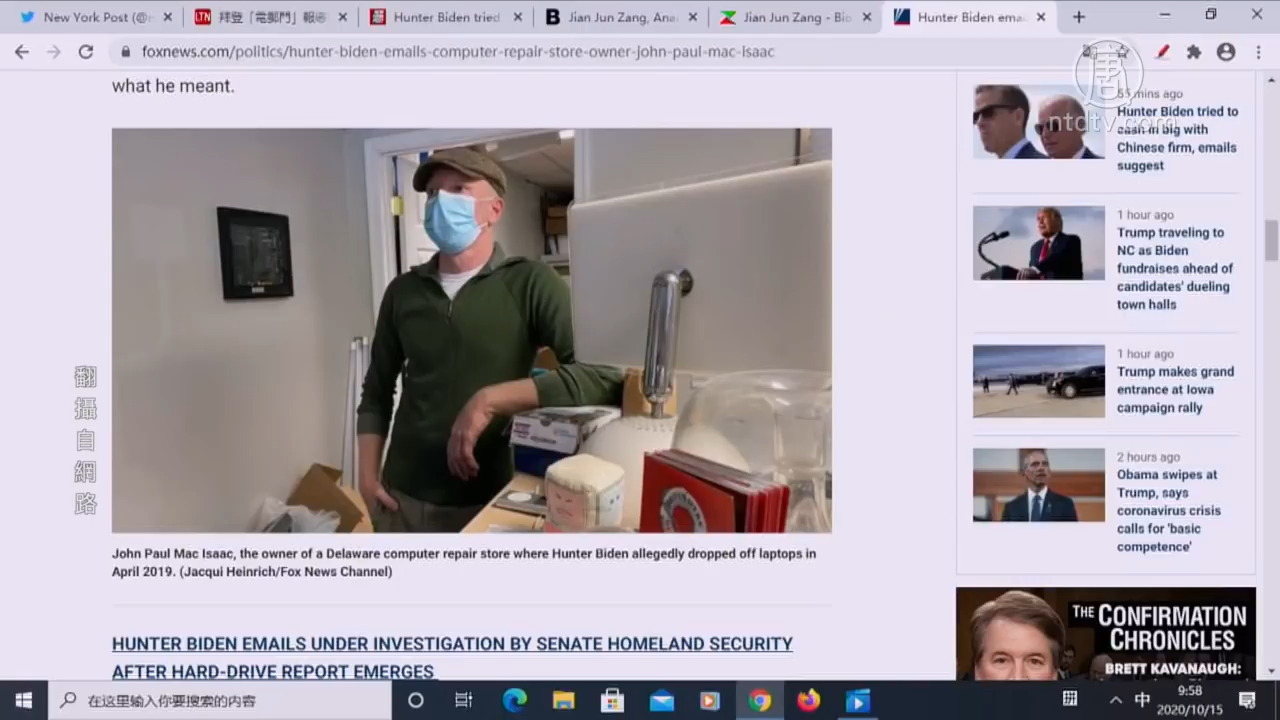 New York Post (@n
拜登「電郵門」報導
Hunter Biden tried
Jian Jun Zang, Ana
Jian Jun Zang - Bio
Hunter Biden ema
foxnews.com/politics/hunter-biden-emails-computer-repair-store-owner-john-paul-mac-isaac
唐
ntdtv.com
what he meant.
翻攝自網路
John Paul Mac Isaac, the owner of a Delaware computer repair store where Hunter Biden allegedly dropped off laptops in
April 2019. (Jacqui Heinrich/Fox News Channel)
HUNTER BIDEN EMAILS UNDER INVESTIGATION BY SENATE HOMELAND SECURITY
AFTER HARD-DRIVE REPORT EMERGES
mins ago
Hunter Biden tried to
cash in big with
Chinese firm, emails
suggest
1 hour ago
Trump traveling to
NC as Biden
fundraises ahead of
candidates' dueling
town halls
1 hour ago
Trump makes grand
entrance at Iowa
campaign rally
2 hours ago
Obama swipes at
Trump, says
coronavirus crisis
calls for 'basic
competence'
THE CONFIRMATION
CHRONICLES
BRETT KAVANAUGH:
在这里输入你要搜索的内容
中
9:58
2020/10/15